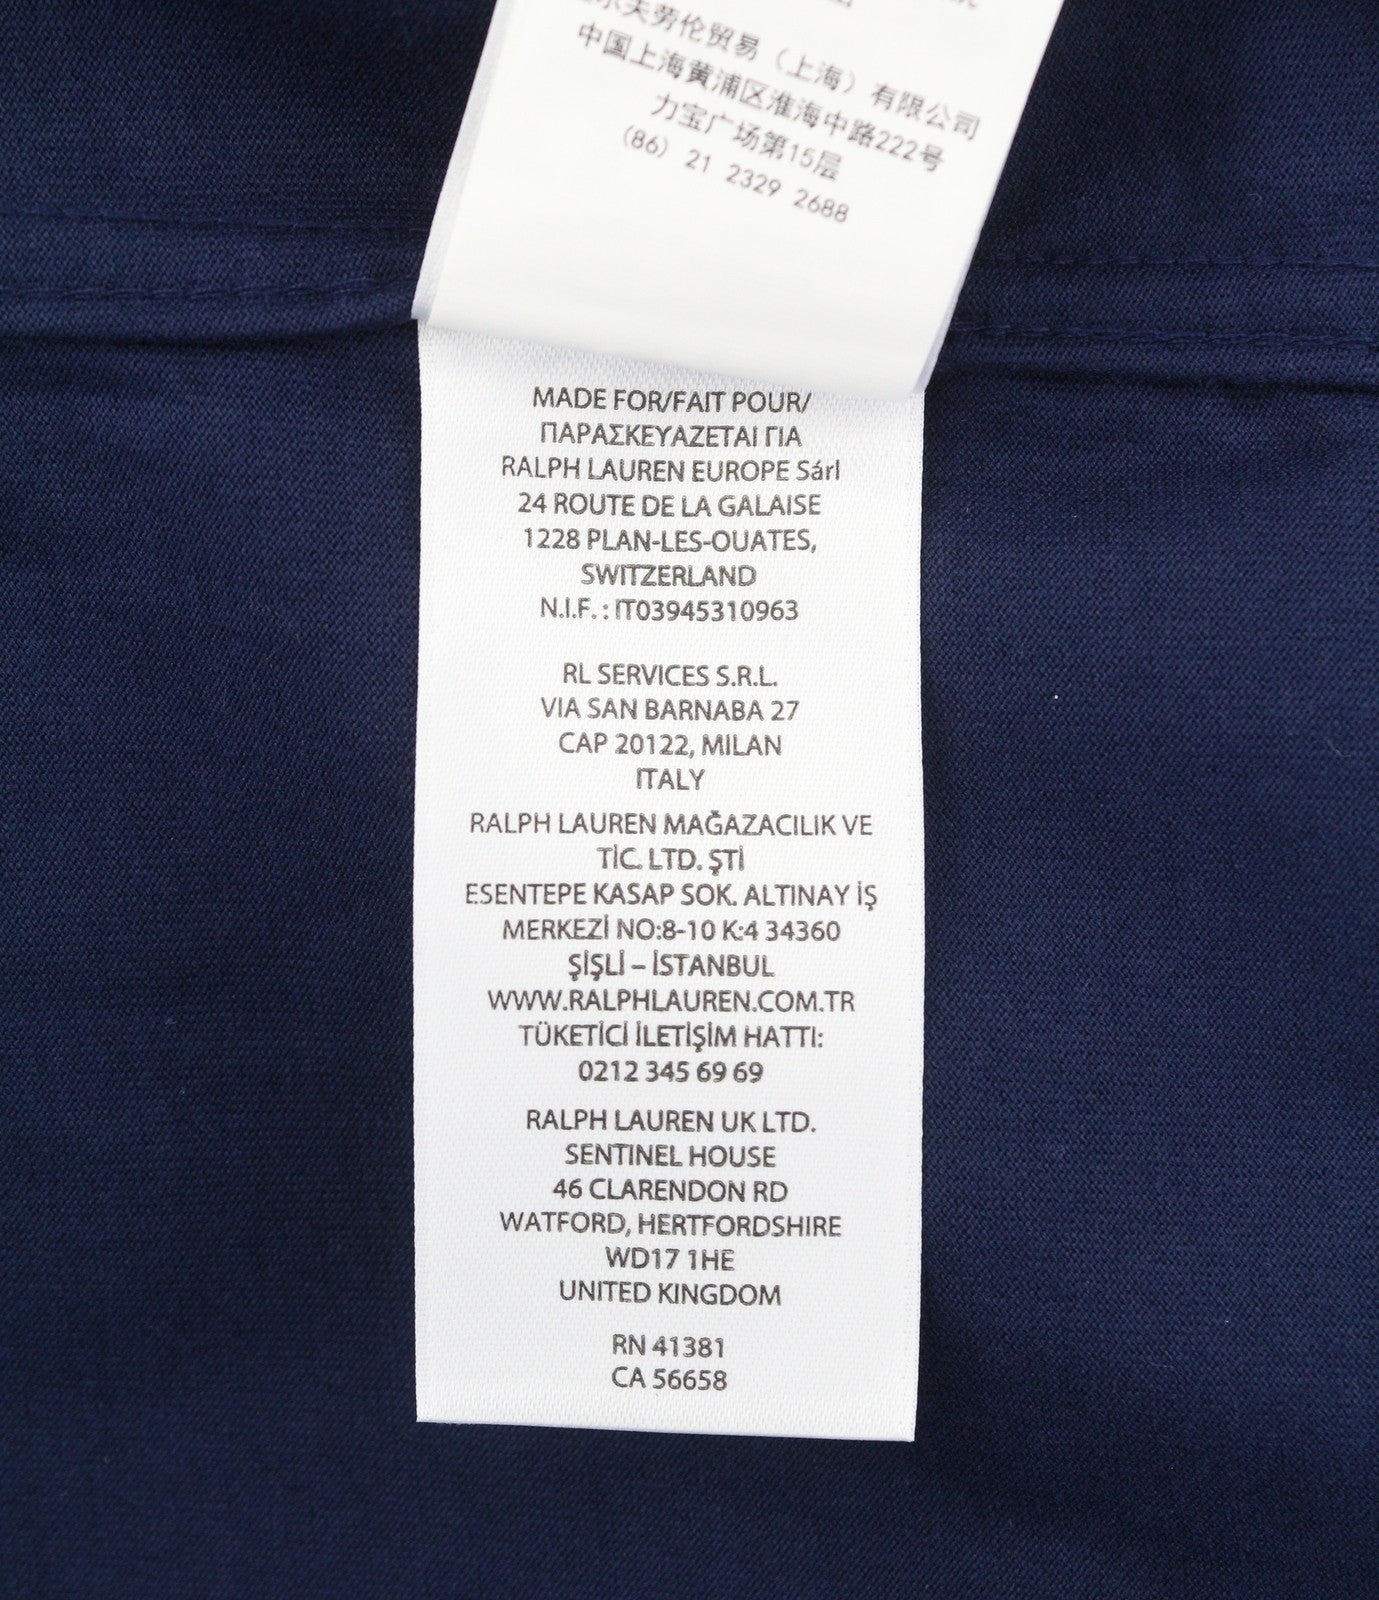 尔夫劳伦贸易（上海）有限公司
中国上海黄浦区淮海中路222号
力宝广场第15层
(86) 21 2329 2688
MADE FOR/FAIT POUR/
ΠΑΡΑΣΚΕΥΑΖΕΤΑΙ ΓΙΑ
RALPH LAUREN EUROPE Sárl
24 ROUTE DE LA GALAISE
1228 PLAN-LES-OUATES,
SWITZERLAND
N.I.F. : IT03945310963
RL SERVICES S.R.L.
VIA SAN BARNABA 27
CAP 20122, MILAN
ITALY
RALPH LAUREN MAĞAZACILIK VE
TİC. LTD. ŞTİ
ESENTEPE KASAP SOK. ALTINAY İŞ
MERKEZİ NO:8-10 K:4 34360
ŞİŞLİ – İSTANBUL
WWW.RALPHLAUREN.COM.TR
TÜKETİCİ İLETİŞİM HATTI:
0212 345 69 69
RALPH LAUREN UK LTD.
SENTINEL HOUSE
46 CLARENDON RD
WATFORD, HERTFORDSHIRE
WD17 1HE
UNITED KINGDOM
RN 41381
CA 56658